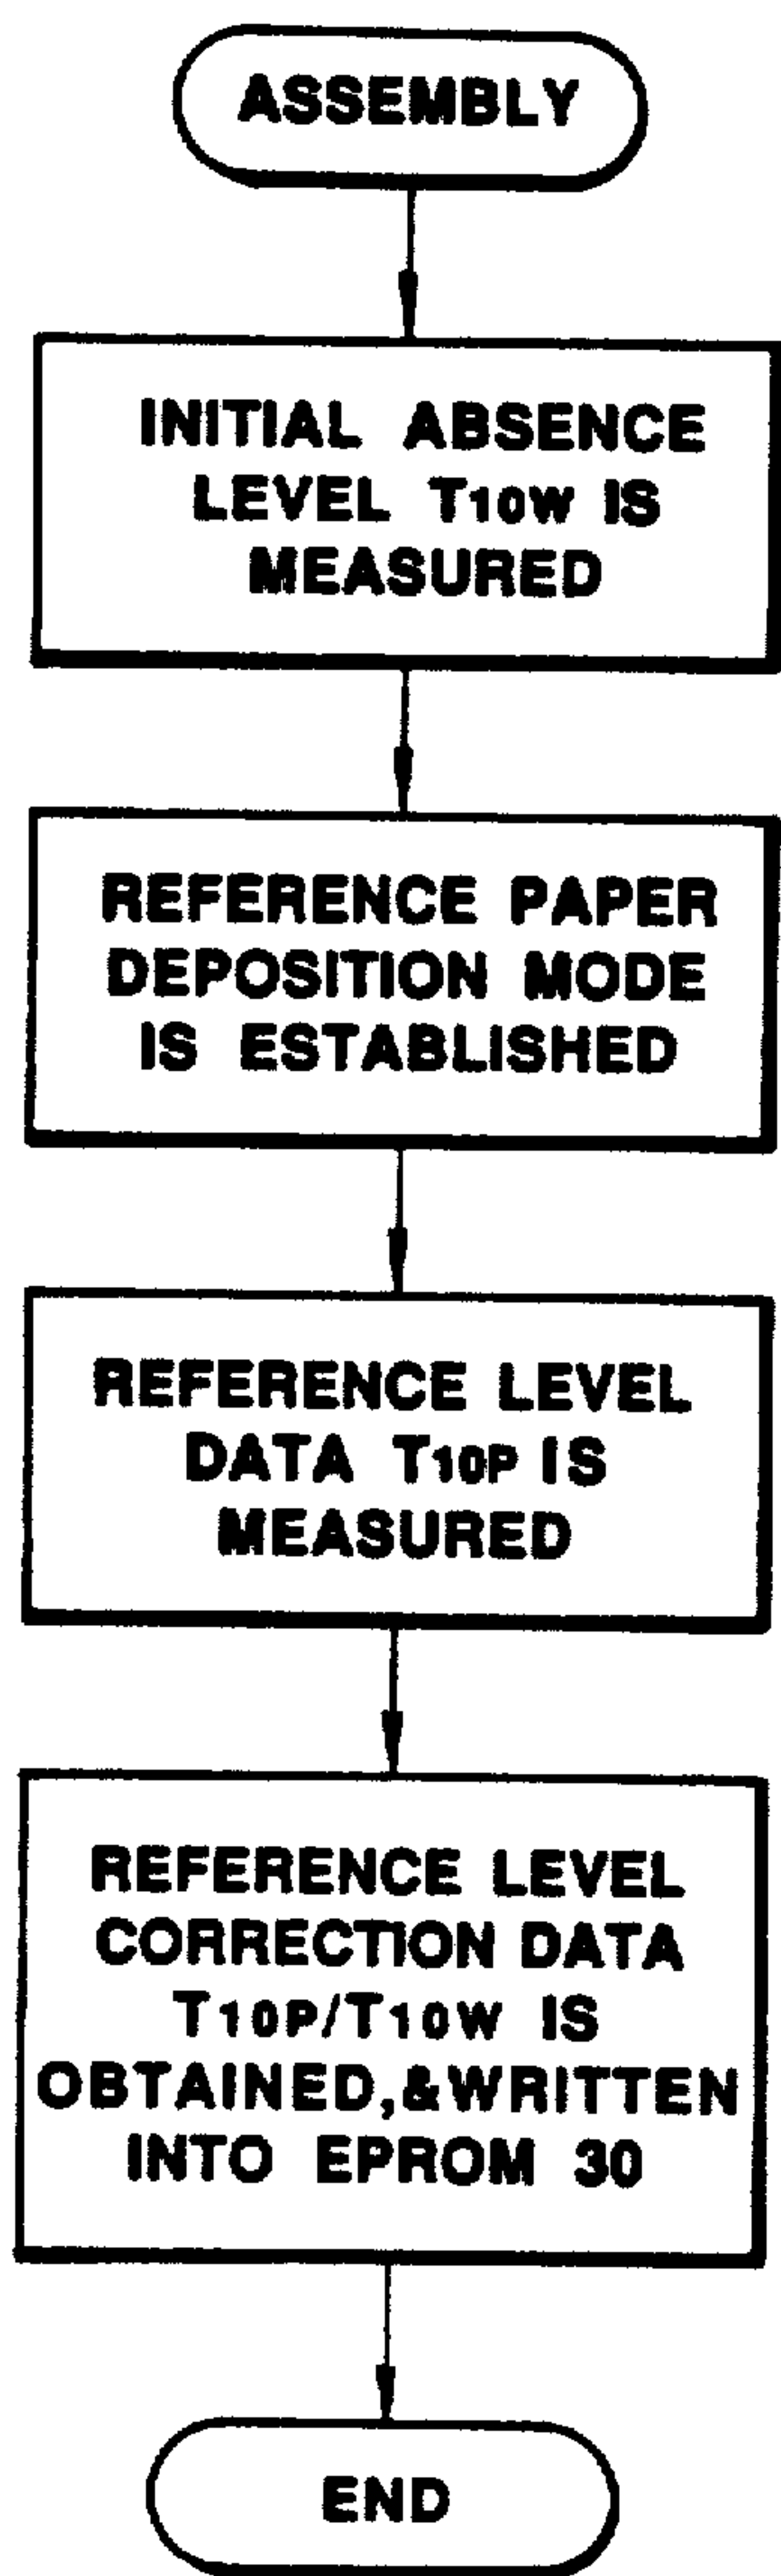 ASSEMBLY
INITIAL ABSENCE
LEVEL T10W IS
MEASURED
REFERENCE PAPER
DEPOSITION MODE
IS ESTABLISHED
REFERENCE LEVEL
DATA T10P IS
MEASURED
REFERENCE LEVEL
CORRECTION DATA
T10P/T10W IS
OBTAINED,&WRITTEN
INTO EPROM 30
END